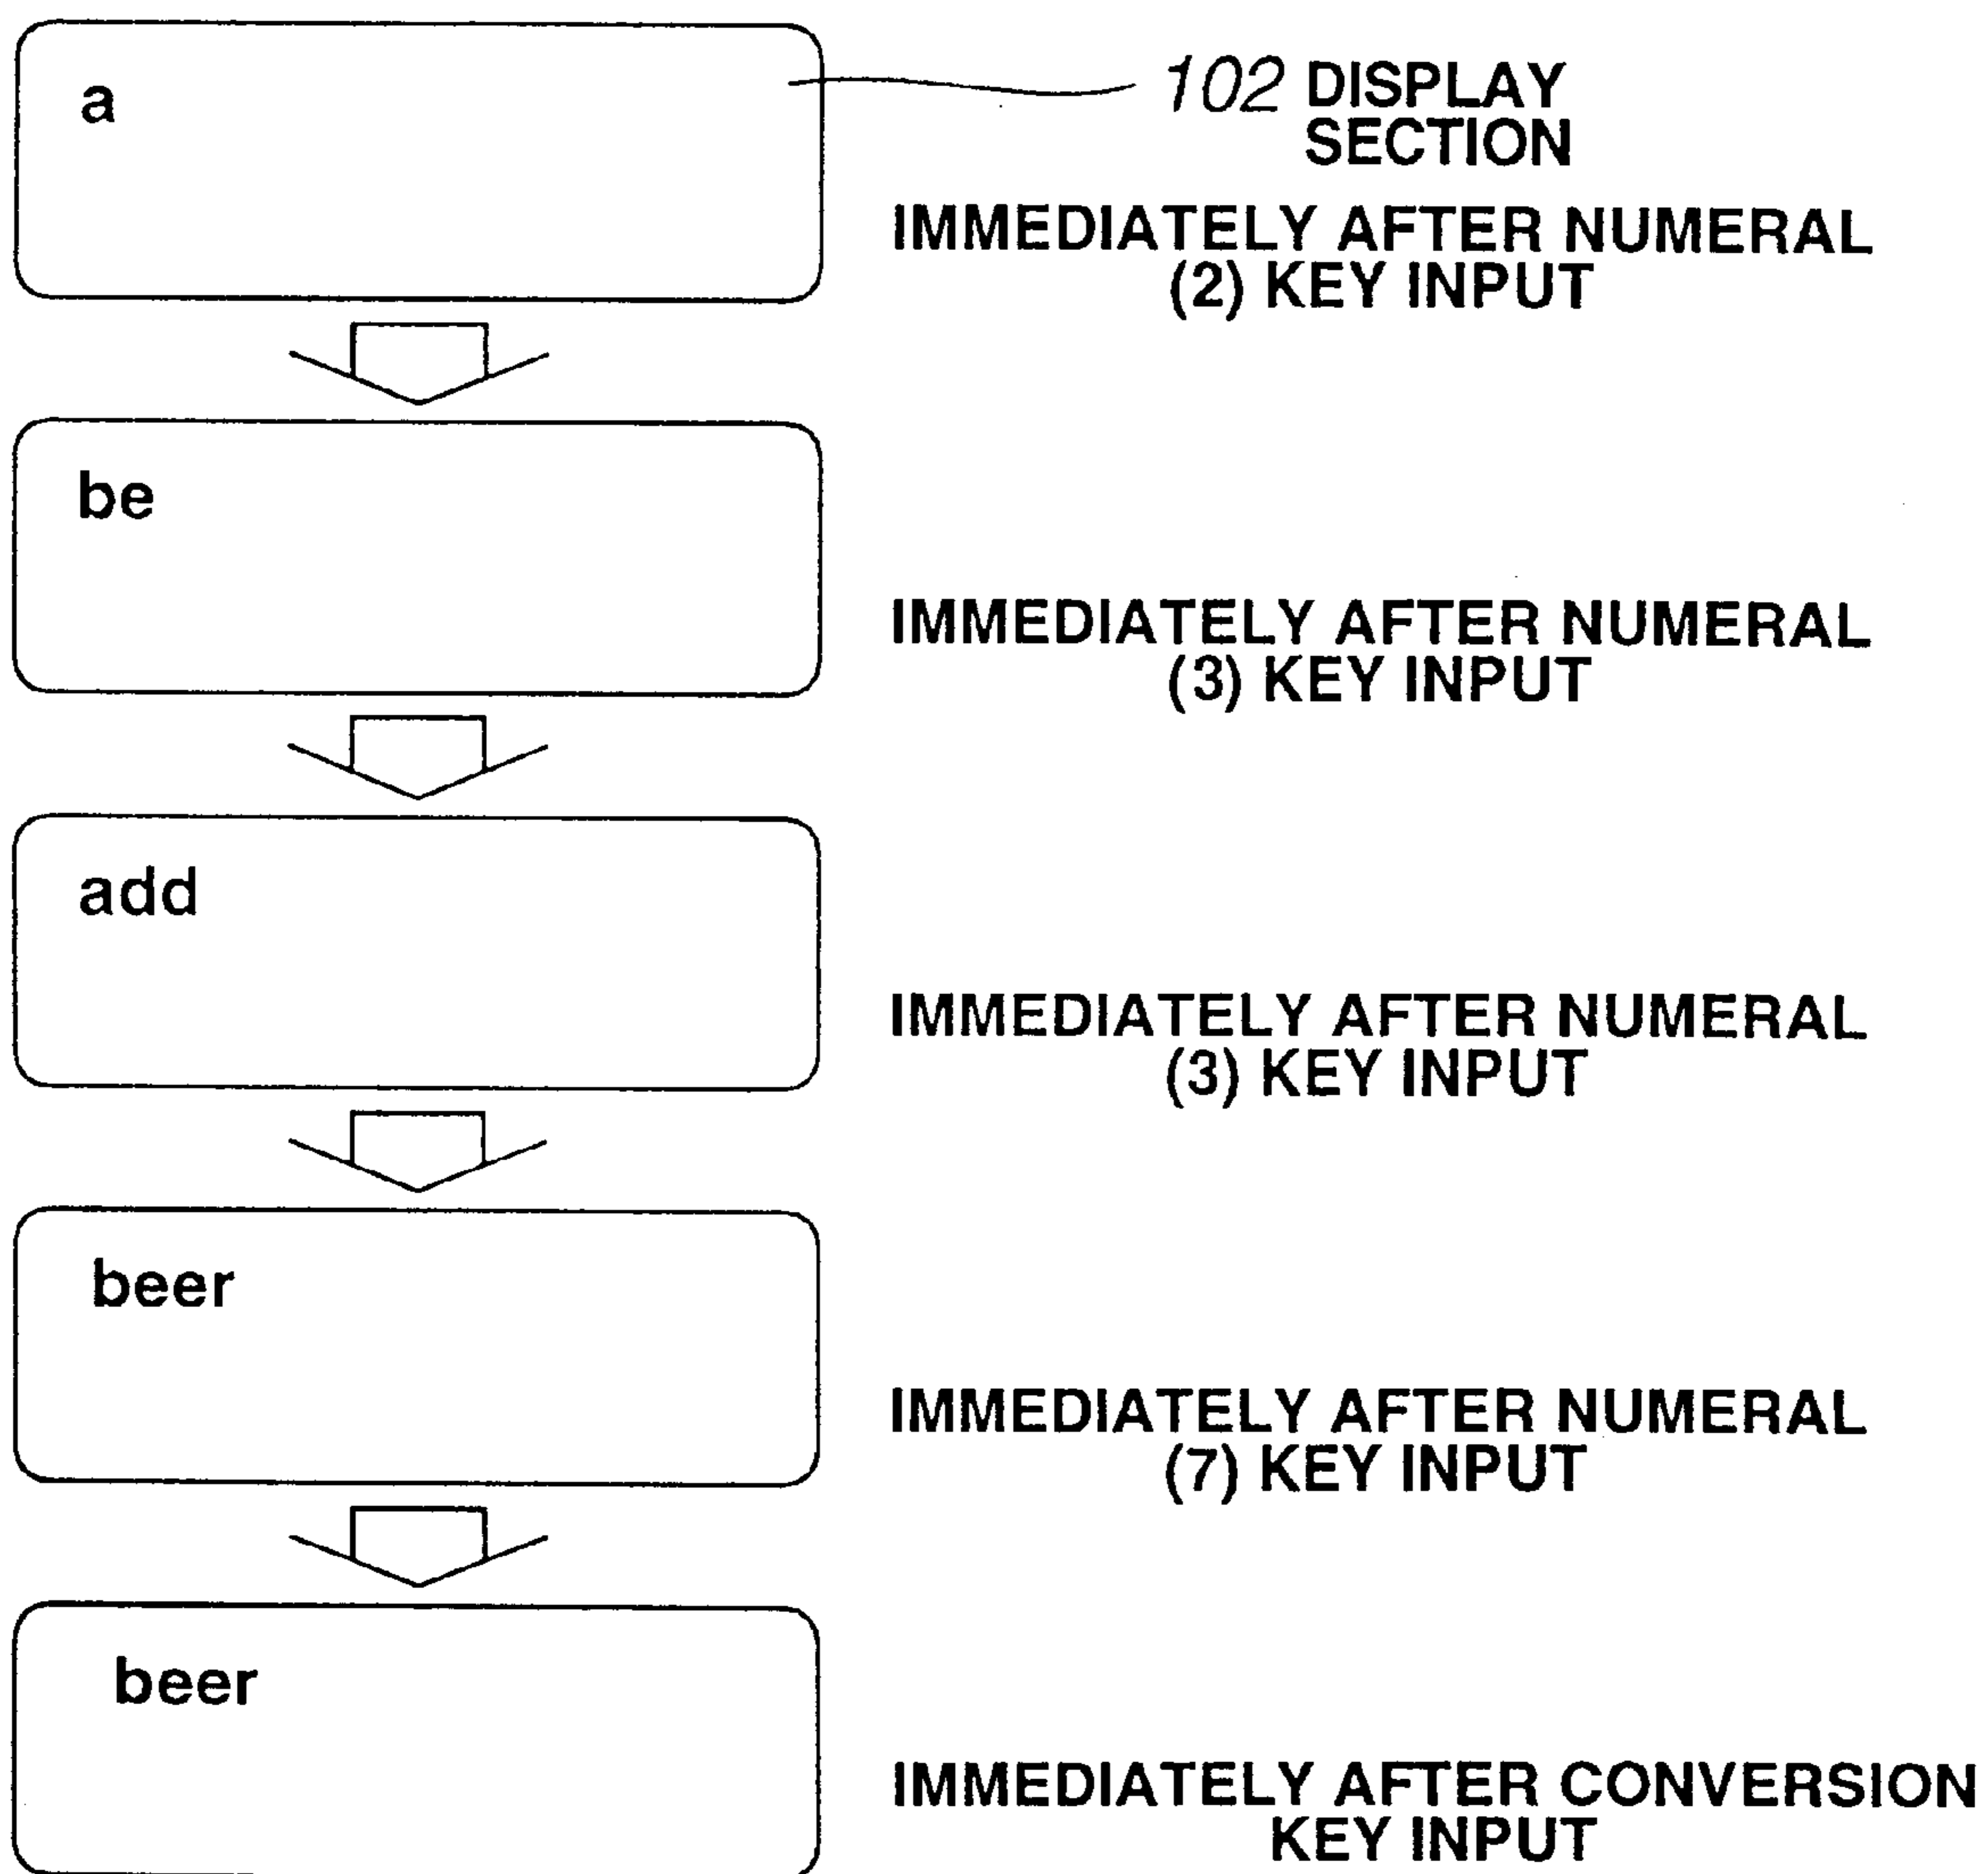 a
102 DISPLAY
SECTION
IMMEDIATELY AFTER NUMERAL
(2) KEY INPUT
be
IMMEDIATELY AFTER NUMERAL
(3) KEY INPUT
add
IMMEDIATELY AFTER NUMERAL
(3) KEY INPUT
beer
IMMEDIATELY AFTER NUMERAL
(7) KEY INPUT
beer
IMMEDIATELY AFTER CONVERSION
KEY INPUT